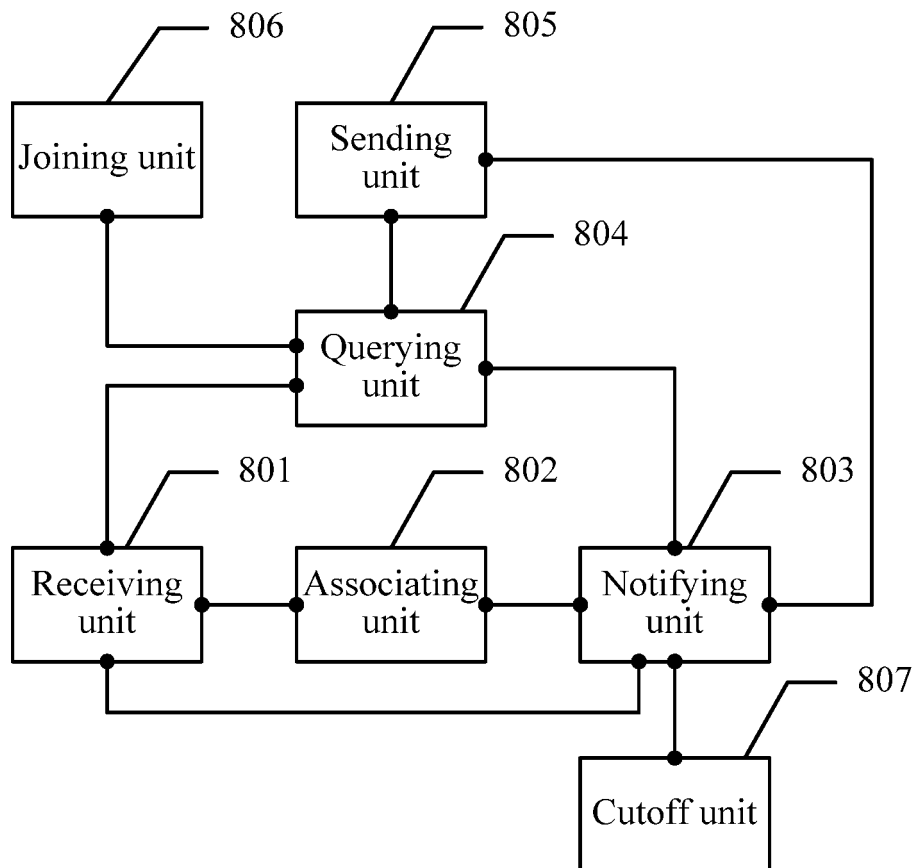 806
805
Joining unit
Sending
unit
804
Querying
unit
801
802
803
Receiving
unit
Associating
unit
Notifying
unit
807
Cutoff unit